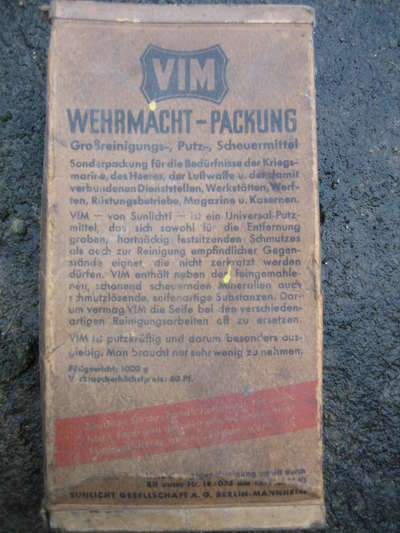 VIM
WEHRMACHT-PACKUNG
Großreinigungs-, Putz-, Scheuermittel
Sonderpackung für die Bedürfnisse der Kriegs-
marine, des Heeres, der Luftwaffe u. der damit
verbundenen Dienststellen, Werkstätten, Werf-
ten, Rüstungsbetriebe, Magazine u. Kasernen.
VIM — von Sunlicht! — ist ein Universal-Putz-
mittel, das sich sowohl für die Entfernung
groben, hartnäckig festsitzenden Schmutzes
als auch zur Reinigung empfindlicher Gegen-
stände eignet, die nicht zerkratzt werden
dürfen. VIM enthält neben den feingemahle-
nen, schonend scheuernden Mineralien auch
schmutzlösende, seifenartige Substanzen. Dar-
um vermag VIM die Seife bei den verschieden-
artigen Reinigungsarbeiten oft zu ersetzen.
VIM ist putzkräftig und darum besonders aus-
giebig. Man braucht nur sehr wenig zu nehmen.
Füllgewicht: 1000 g
Verbraucherhöchstpreis: 60 Pf.
durch
SUNLICHT GESELLSCHAFT A. G. BERLIN-MANNHEIM